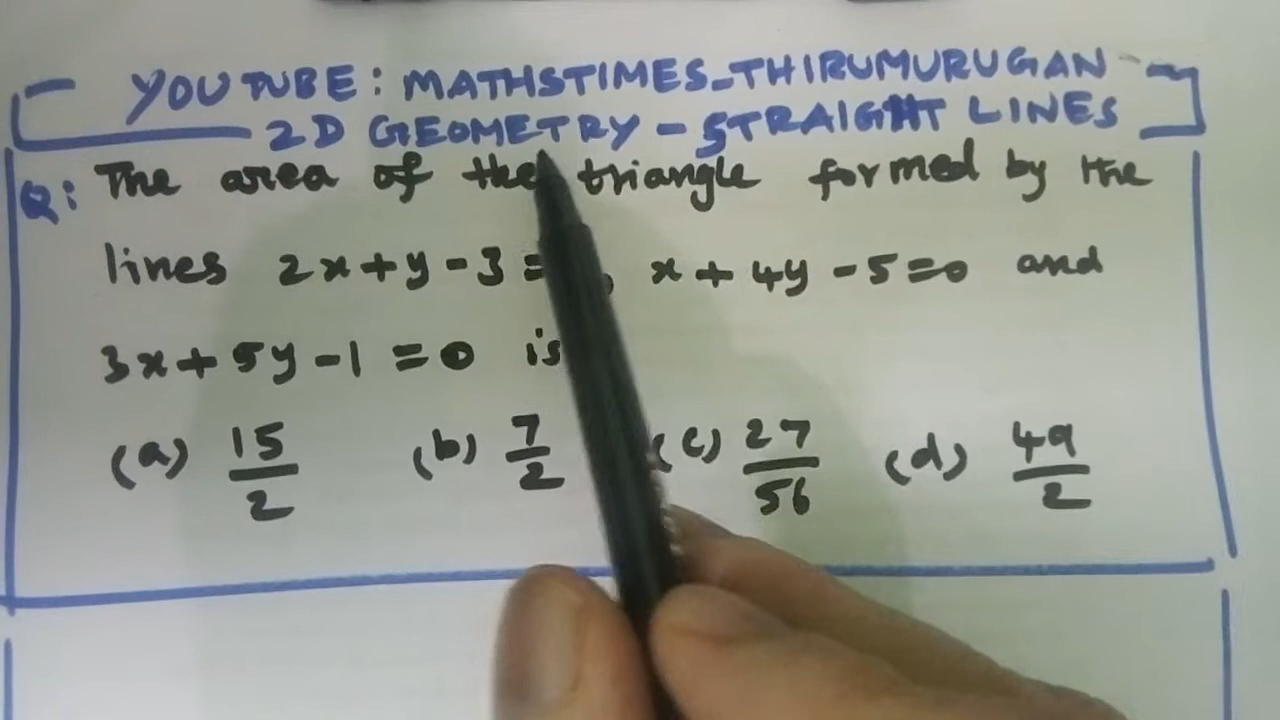 YOUTUBE: MATHSTIMES_THIRUMURUGAN
2D GEOMETRY - STRAIGHT LINES
Q: The area of the triangle formed by the
lines 2x+y-3= , x+4y-5=0 and
3x+5y-1=0 is
(a) 15/2 (b) 7/2 (c) 27/56 (d) 49/2